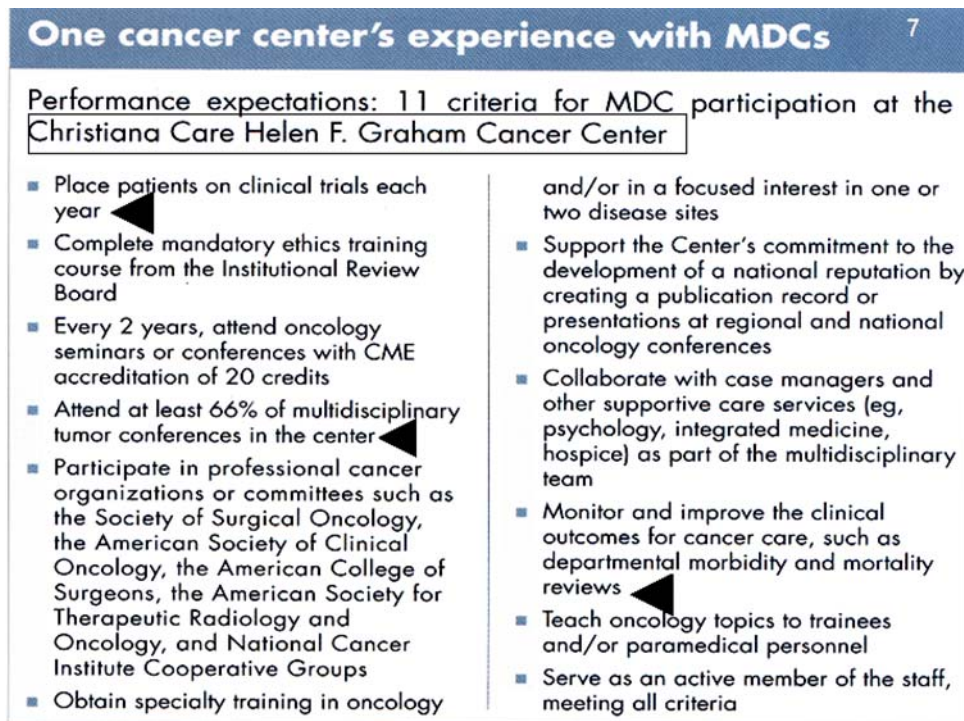 One cancer center's experience with MDCs 7
Performance expectations: 11 criteria for MDC participation at the
Christiana Care Helen F. Graham Cancer Center
Place patients on clinical trials each
year
Complete mandatory ethics training
course from the Institutional Review
Board
Every 2 years, attend oncology
seminars or conferences with CME
accreditation of 20 credits
Attend at least 66% of multidisciplinary
tumor conferences in the center
Participate in professional cancer
organizations or committees such as
the Society of Surgical Oncology,
the American Society of Clinical
Oncology, the American College of
Surgeons, the American Society for
Therapeutic Radiology and
Oncology, and National Cancer
Institute Cooperative Groups
Obtain specialty training in oncology
and/or in a focused interest in one or
two disease sites
Support the Center's commitment to the
development of a national reputation by
creating a publication record or
presentations at regional and national
oncology conferences
Collaborate with case managers and
other supportive care services (eg,
psychology, integrated medicine,
hospice) as part of the multidisciplinary
team
Monitor and improve the clinical
outcomes for cancer care, such as
departmental morbidity and mortality
reviews
Teach oncology topics to trainees
and/or paramedical personnel
Serve as an active member of the staff,
meeting all criteria